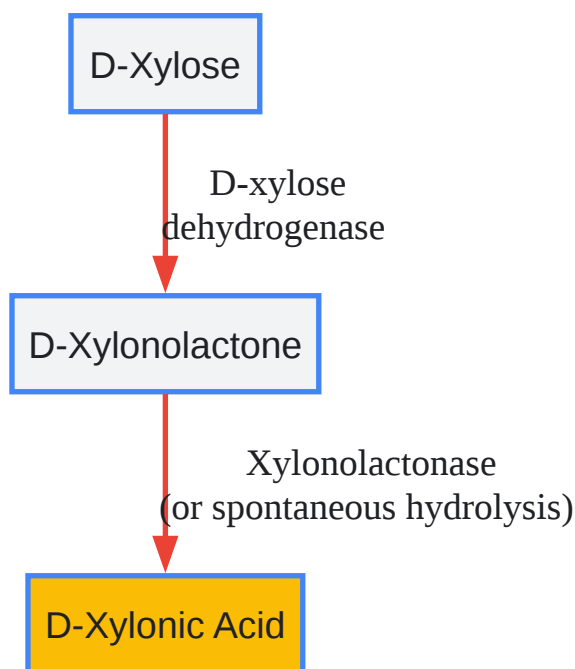 D-Xylose
D-xylose
dehydrogenase
D-Xylonolactone
Xylonolactonase
(or spontaneous hydrolysis)
D-Xylonic Acid